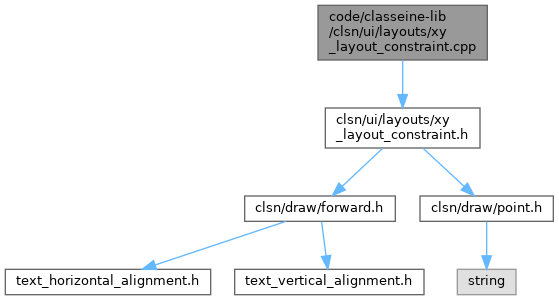 code/classeine-lib
/clsn/ui/layouts/xy
_layout_constraint.cpp
clsn/ui/layouts/xy
_layout_constraint.h
clsn/draw/forward.h
clsn/draw/point.h
text_horizontal_alignment.h
text_vertical_alignment.h
string